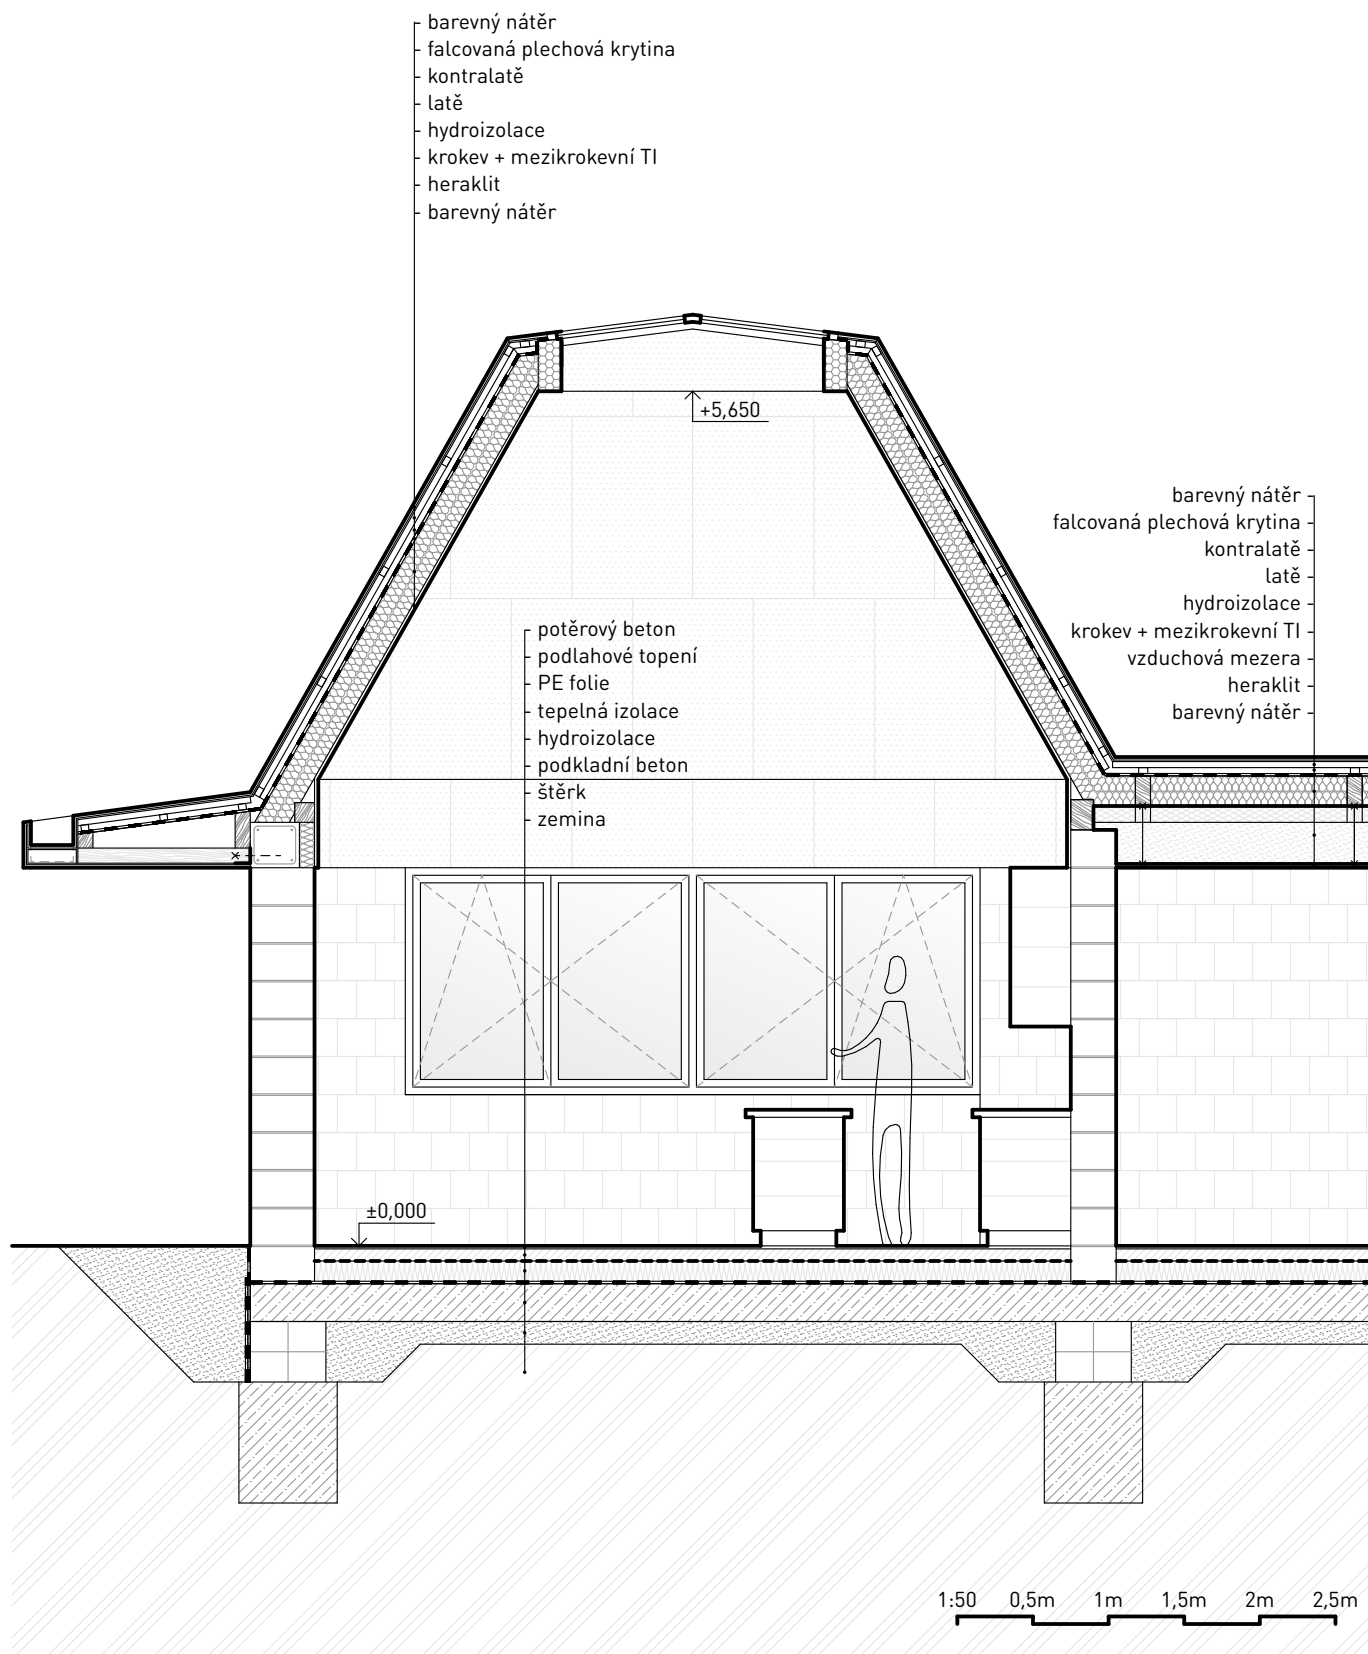 barevný nátěr
falcovaná plechová krytina
kontralatě
latě
hydroizolace
krokev + mezikrokevní TI
heraklit
barevný nátěr
+5,650
barevný nátěr
falcovaná plechová krytina
kontralatě
latě
hydroizolace
krokev + mezikrokevní TI
vzduchová mezera
heraklit
barevný nátěr
potěrový beton
podlahové topení
PE folie
tepelná izolace
hydroizolace
podkladní beton
štěrk
zemina
±0,000
1:50 0,5m 1m 1,5m 2m 2,5m